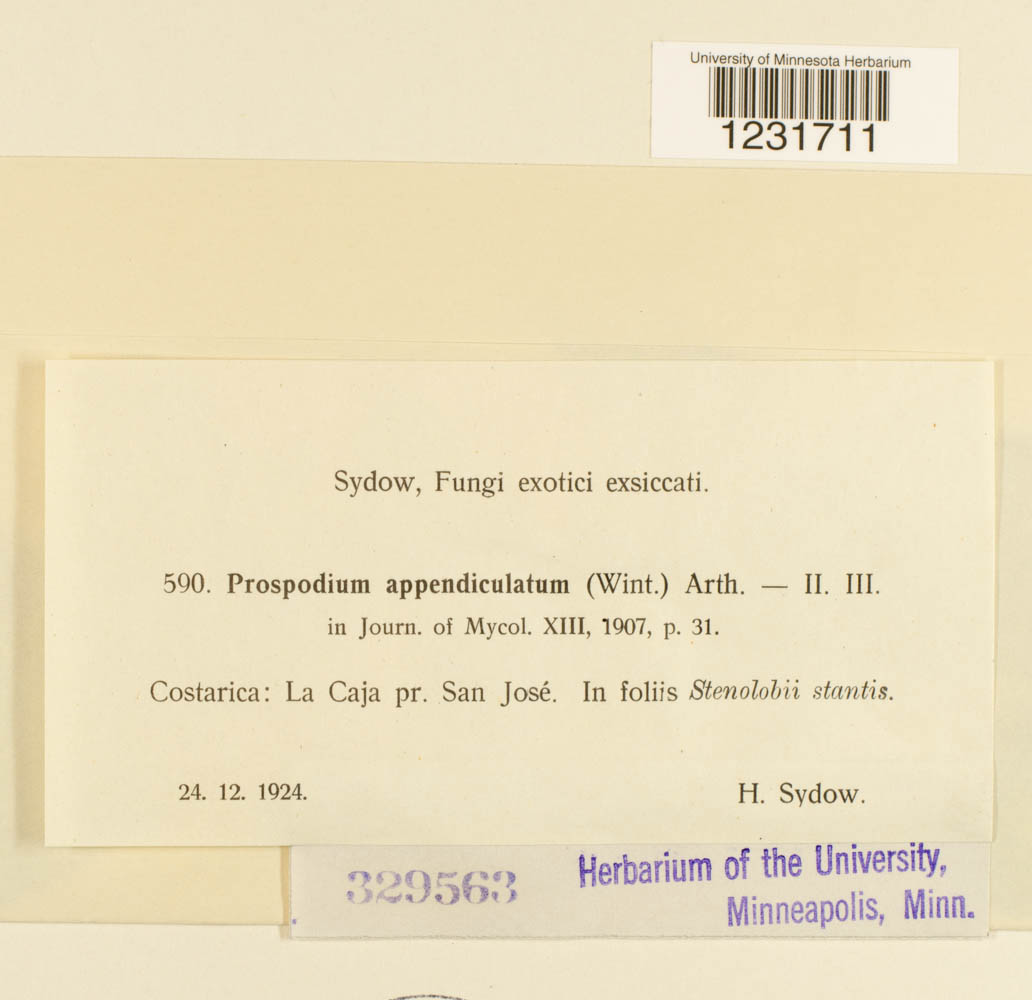 University of Minnesota Herbarium
1231711
Sydow, Fungi exotici exsiccati.
590. Prospodium appendiculatum (Wint.) Arth. — II. III.
in Journ. of Mycol. XIII, 1907, p. 31.
Costarica: La Caja pr. San José. In foliis Stenolobii stantis.
24. 12. 1924. H. Sydow.
329563 Herbarium of the University,
Minneapolis, Minn.